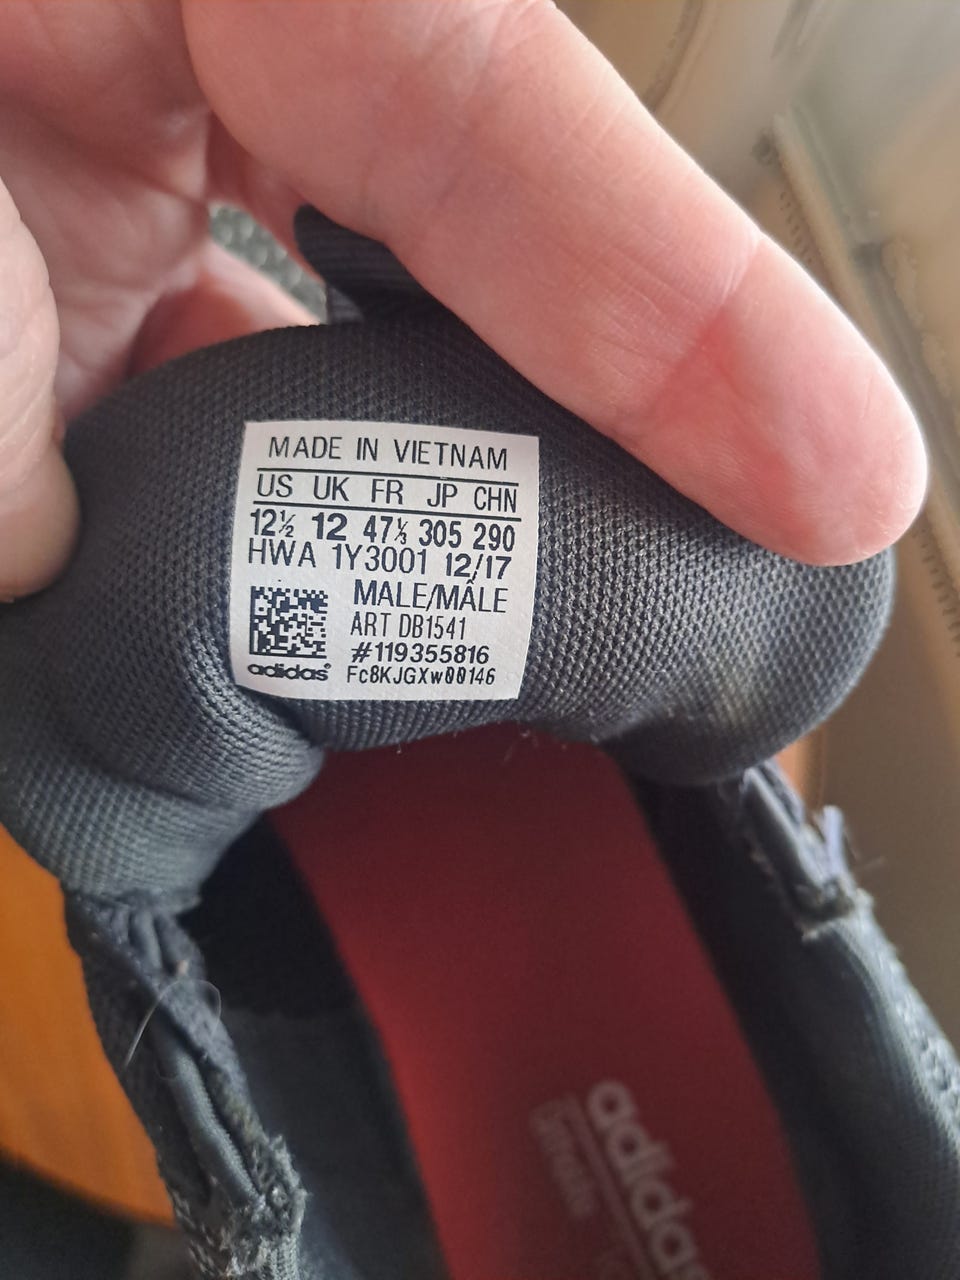 MADE IN VIETNAM
US UK FR JP CHN
12½ 12 47⅓ 305 290
HWA 1Y3001 12/17
MALE/MÂLE
ART DB1541
#119355816
adidas® Fc8KJGXw00146
adidas